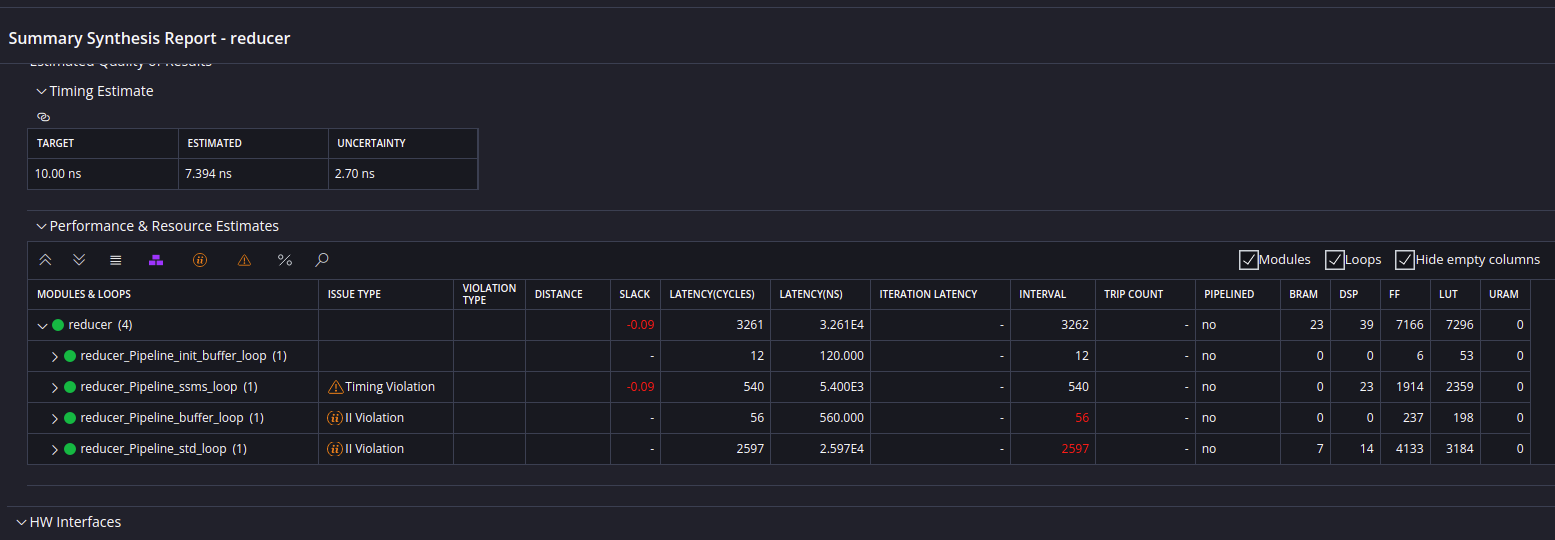 Summary Synthesis Report - reducer
Estimated Quality of Results
Timing Estimate
TARGET ESTIMATED UNCERTAINTY
10.00 ns 7.394 ns 2.70 ns
Performance & Resource Estimates
% Modules Loops Hide empty columns
MODULES & LOOPS ISSUE TYPE VIOLATION TYPE DISTANCE SLACK LATENCY(CYCLES) LATENCY(NS) ITERATION LATENCY INTERVAL TRIP COUNT PIPELINED BRAM DSP FF LUT URAM
reducer (4) -0.09 3261 3.261E4 - 3262 - no 23 39 7166 7296 0
reducer_Pipeline_init_buffer_loop (1) - 12 120.000 - 12 - no 0 0 6 53 0
reducer_Pipeline_ssms_loop (1) Timing Violation -0.09 540 5.400E3 - 540 - no 0 23 1914 2359 0
reducer_Pipeline_buffer_loop (1) II Violation - 56 560.000 - 56 - no 0 0 237 198 0
reducer_Pipeline_std_loop (1) II Violation - 2597 2.597E4 - 2597 - no 7 14 4133 3184 0
HW Interfaces